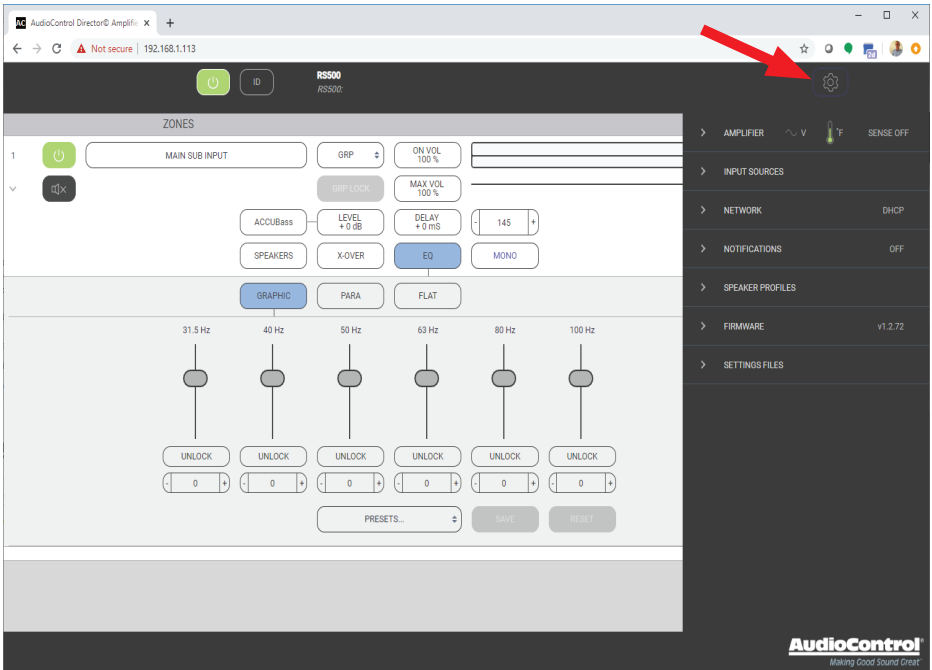 AC AudioControl Director© Amplifie x +
Not secure | 192.168.1.113
2d
ID
RS500
RS500:
ZONES
1 MAIN SUB INPUT GRP ON VOL
100 %
GRP LOCK MAX VOL
100 %
ACCUBass LEVEL
+ 0 dB DELAY
+ 0 mS - 145 +
SPEAKERS X-OVER EQ MONO
GRAPHIC PARA FLAT
31.5 Hz 40 Hz 50 Hz 63 Hz 80 Hz 100 Hz
UNLOCK UNLOCK UNLOCK UNLOCK UNLOCK UNLOCK
- 0 + - 0 + - 0 + - 0 + - 0 + - 0 +
PRESETS... SAVE RESET
AMPLIFIER V °F SENSE OFF
INPUT SOURCES
NETWORK DHCP
NOTIFICATIONS OFF
SPEAKER PROFILES
FIRMWARE v1.2.72
SETTINGS FILES
AudioControl®
Making Good Sound Great™